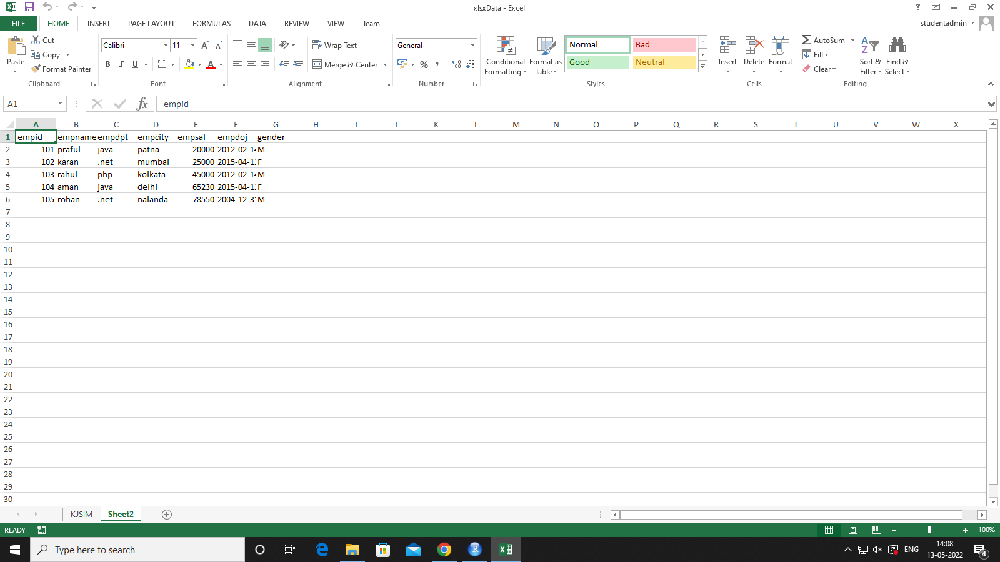 xlsxData - Excel
?
FILE HOME INSERT PAGE LAYOUT FORMULAS DATA REVIEW VIEW Team studentadmin
Paste
Cut
Copy
Format Painter
Clipboard
Calibri 11
B I U A
Font
Wrap Text
Merge & Center
Alignment
General
% ,
Number
Conditional Formatting
Format as Table
Normal Bad
Good Neutral
Styles
Insert Delete Format
Cells
AutoSum
Fill
Clear
Sort & Filter
Find & Select
Editing
A1 fx empid
A B C D E F G H I J K L M N O P Q R S T U V W X
1 empid empname empdpt empcity empsal empdoj gender
2 101 praful java patna 20000 2012-02-14 M
3 102 karan .net mumbai 25000 2015-04-12 F
4 103 rahul php kolkata 45000 2012-02-14 M
5 104 aman java delhi 65230 2015-04-12 F
6 105 rohan .net nalanda 78550 2004-12-31 M
7
8
9
10
11
12
13
14
15
16
17
18
19
20
21
22
23
24
25
26
27
28
29
30
KJSIM Sheet2
READY 100%
Type here to search
ENG
14:08
13-05-2022
4